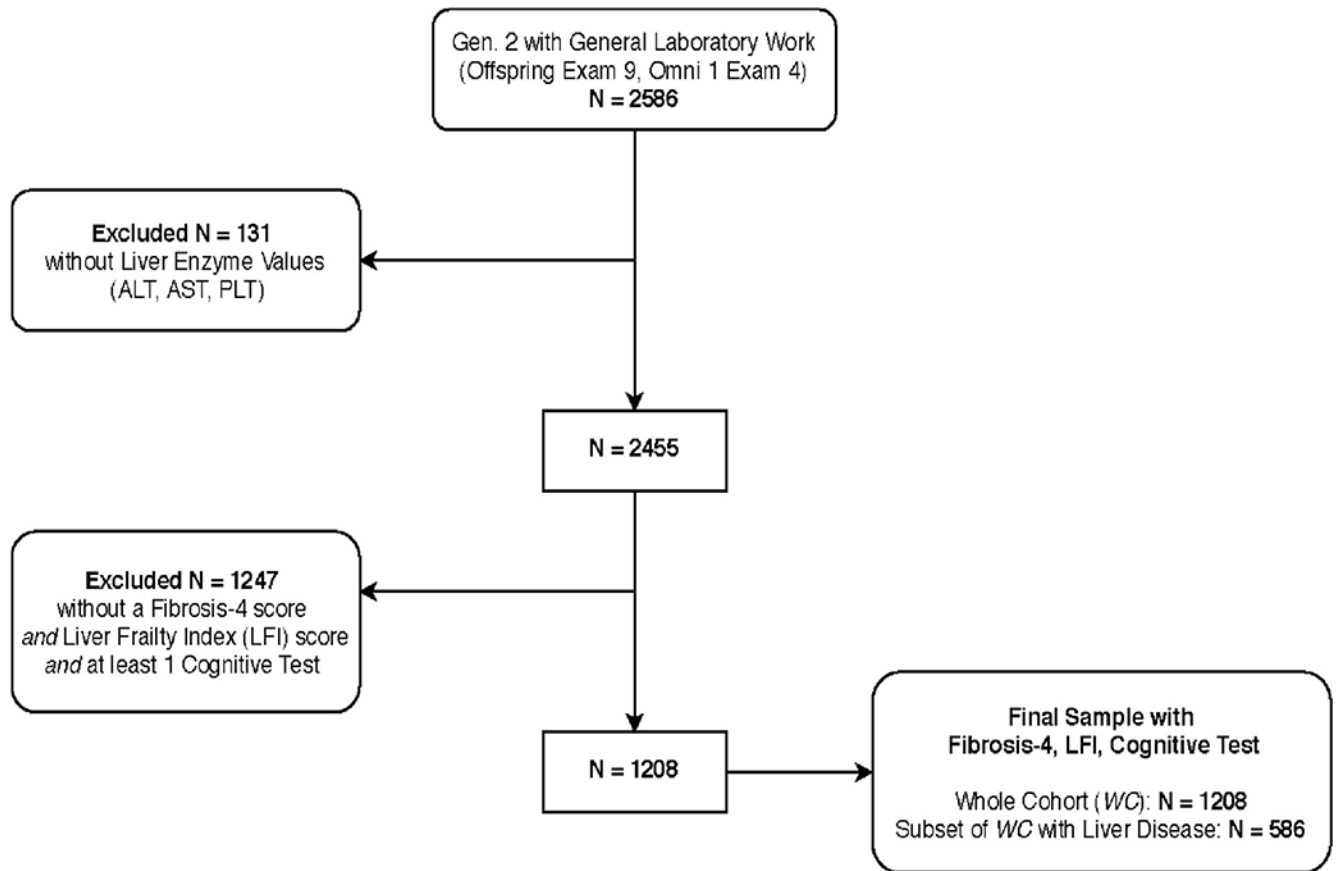 Gen. 2 with General Laboratory Work
(Offspring Exam 9, Omni 1 Exam 4)
N = 2586
Excluded N = 131
without Liver Enzyme Values
(ALT, AST, PLT)
N = 2455
Excluded N = 1247
without a Fibrosis-4 score
and Liver Frailty Index (LFI) score
and at least 1 Cognitive Test
N = 1208
Final Sample with
Fibrosis-4, LFI, Cognitive Test
Whole Cohort (WC): N = 1208
Subset of WC with Liver Disease: N = 586